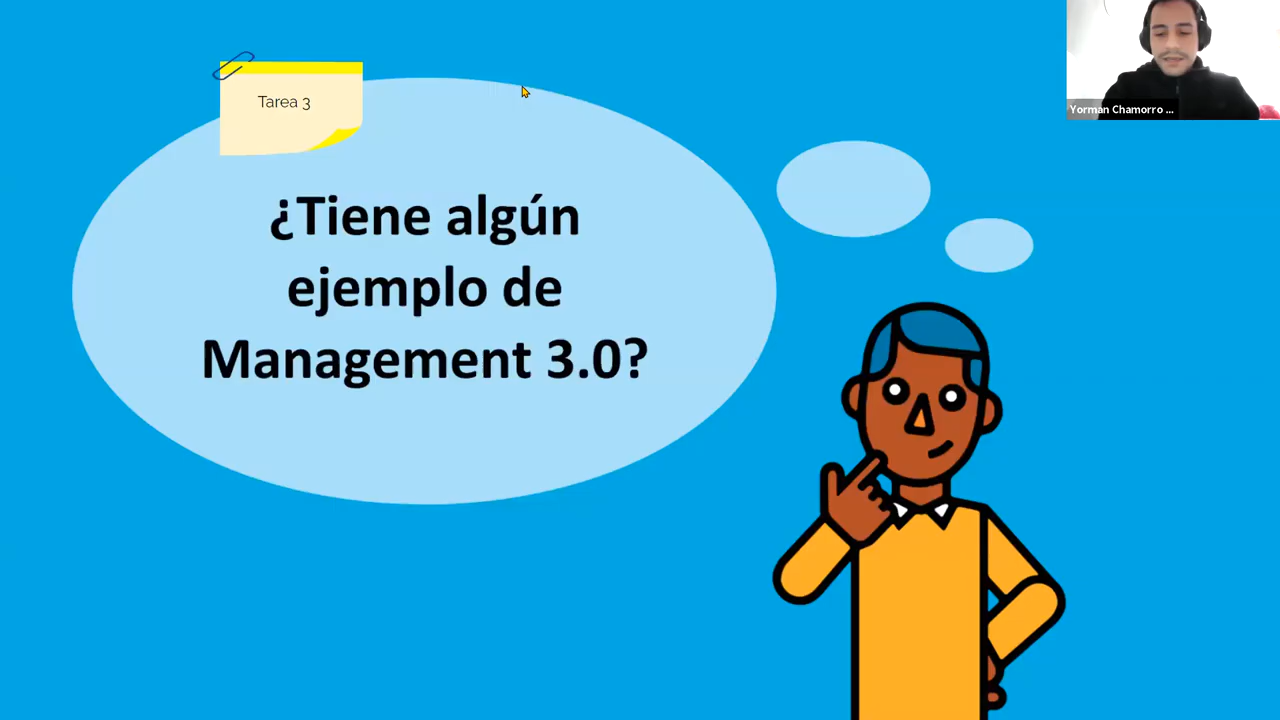 Tarea 3
¿Tiene algún
ejemplo de
Management 3.0?
Yorman Chamorro ...